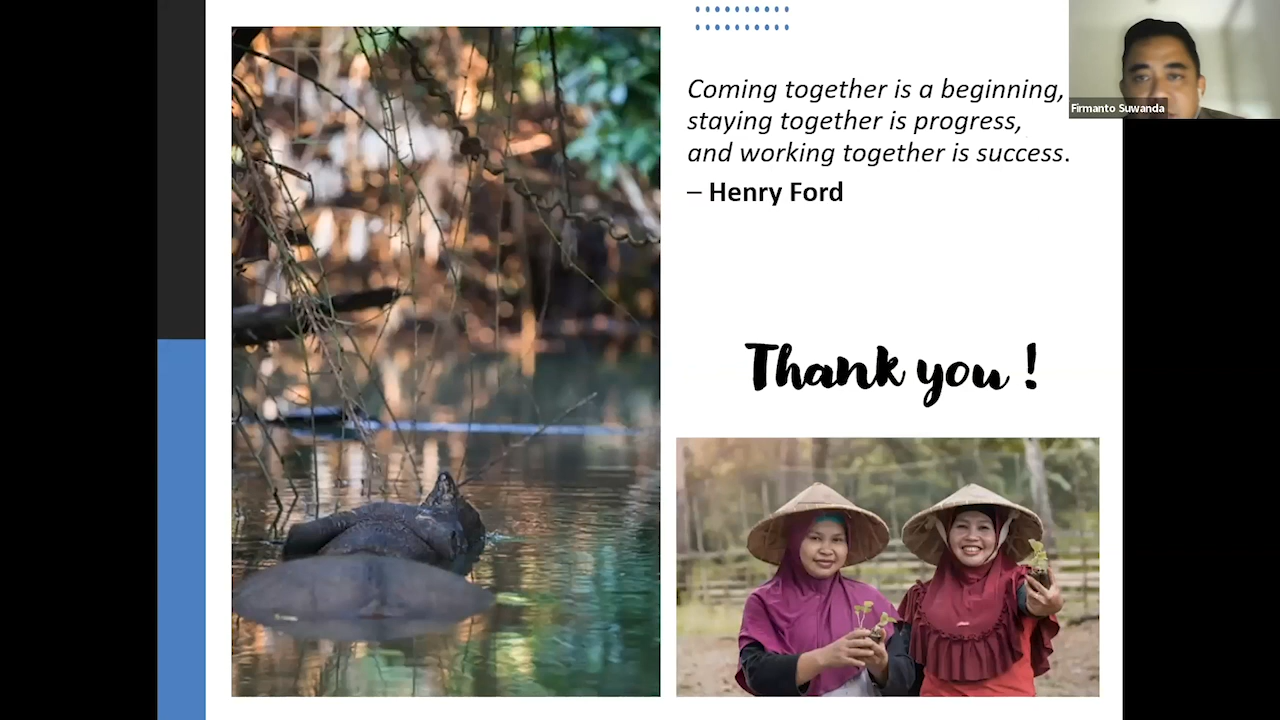 Coming together is a beginning,
staying together is progress,
and working together is success.
– Henry Ford
Firmanto Suwanda
Thank you !